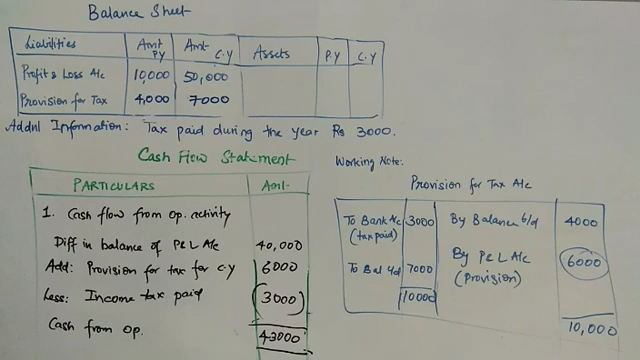 Balance Sheet
Liabilities Amt PY Amt C.Y Assets P.Y C.Y
Profit & Loss A/c 10,000 50,000
Provision for Tax 4,000 7000
Addnl Information: Tax paid during the year Rs 3000.
Cash Flow Statement
PARTICULARS Amt
1. Cash flow from Op. activity
Diff in balance of P&L A/c 40,000
Add: Provision for tax for C.Y 6000
Less: Income tax paid (3000)
Cash from Op. 43000
Working Note:
Provision for Tax A/c
To Bank A/c 3000 By Balance b/d 4000
(tax paid)
To Bal c/d 7000 By P&L A/c 6000
(Provision)
10000 10,000